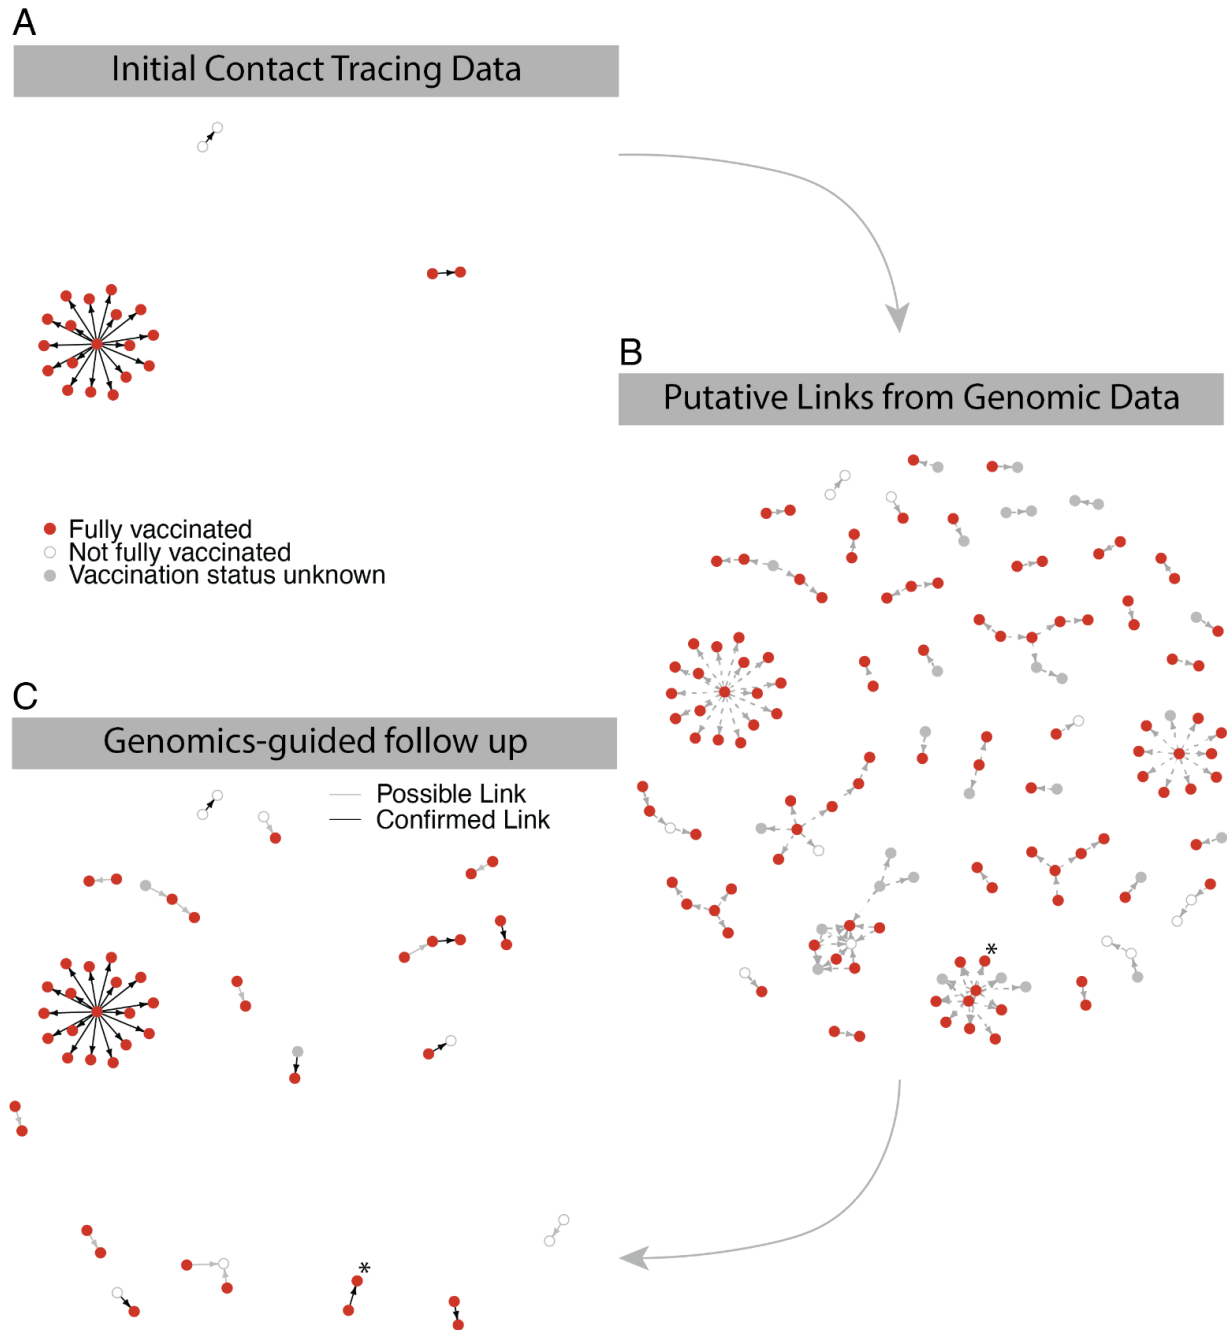 A
Initial Contact Tracing Data
B
Putative Links from Genomic Data
Fully vaccinated
Not fully vaccinated
Vaccination status unknown
C
Genomics-guided follow up
Possible Link
Confirmed Link
*
*